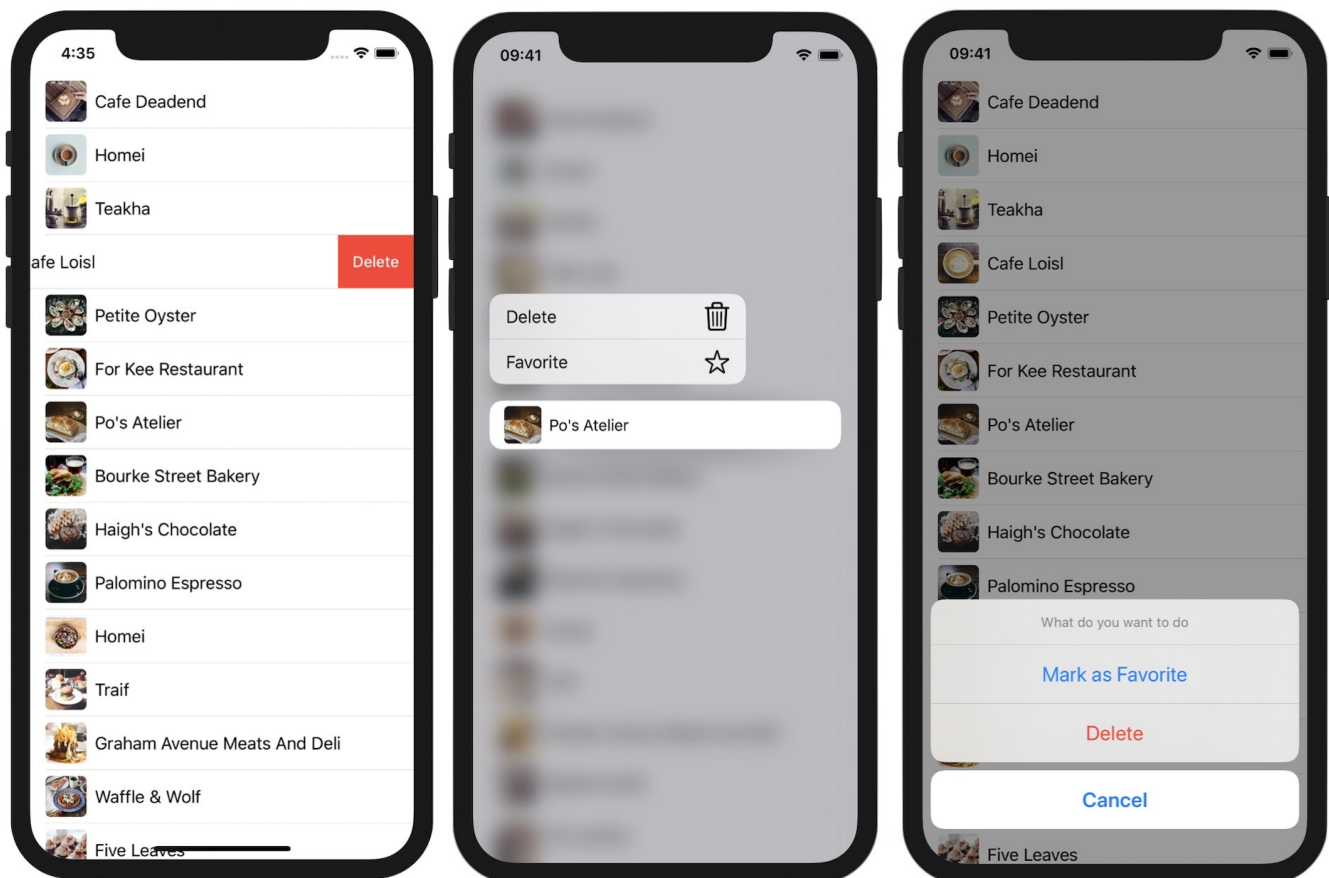 4:35
Cafe Deadend
Homei
Teakha
afe Loisl
Delete
Petite Oyster
For Kee Restaurant
Po's Atelier
Bourke Street Bakery
Haigh's Chocolate
Palomino Espresso
Homei
Traif
Graham Avenue Meats And Deli
Waffle & Wolf
Five Leaves
09:41
Delete
Favorite
Po's Atelier
09:41
Cafe Deadend
Homei
Teakha
Cafe Loisl
Petite Oyster
For Kee Restaurant
Po's Atelier
Bourke Street Bakery
Haigh's Chocolate
Palomino Espresso
What do you want to do
Mark as Favorite
Delete
Cancel
Five Leaves